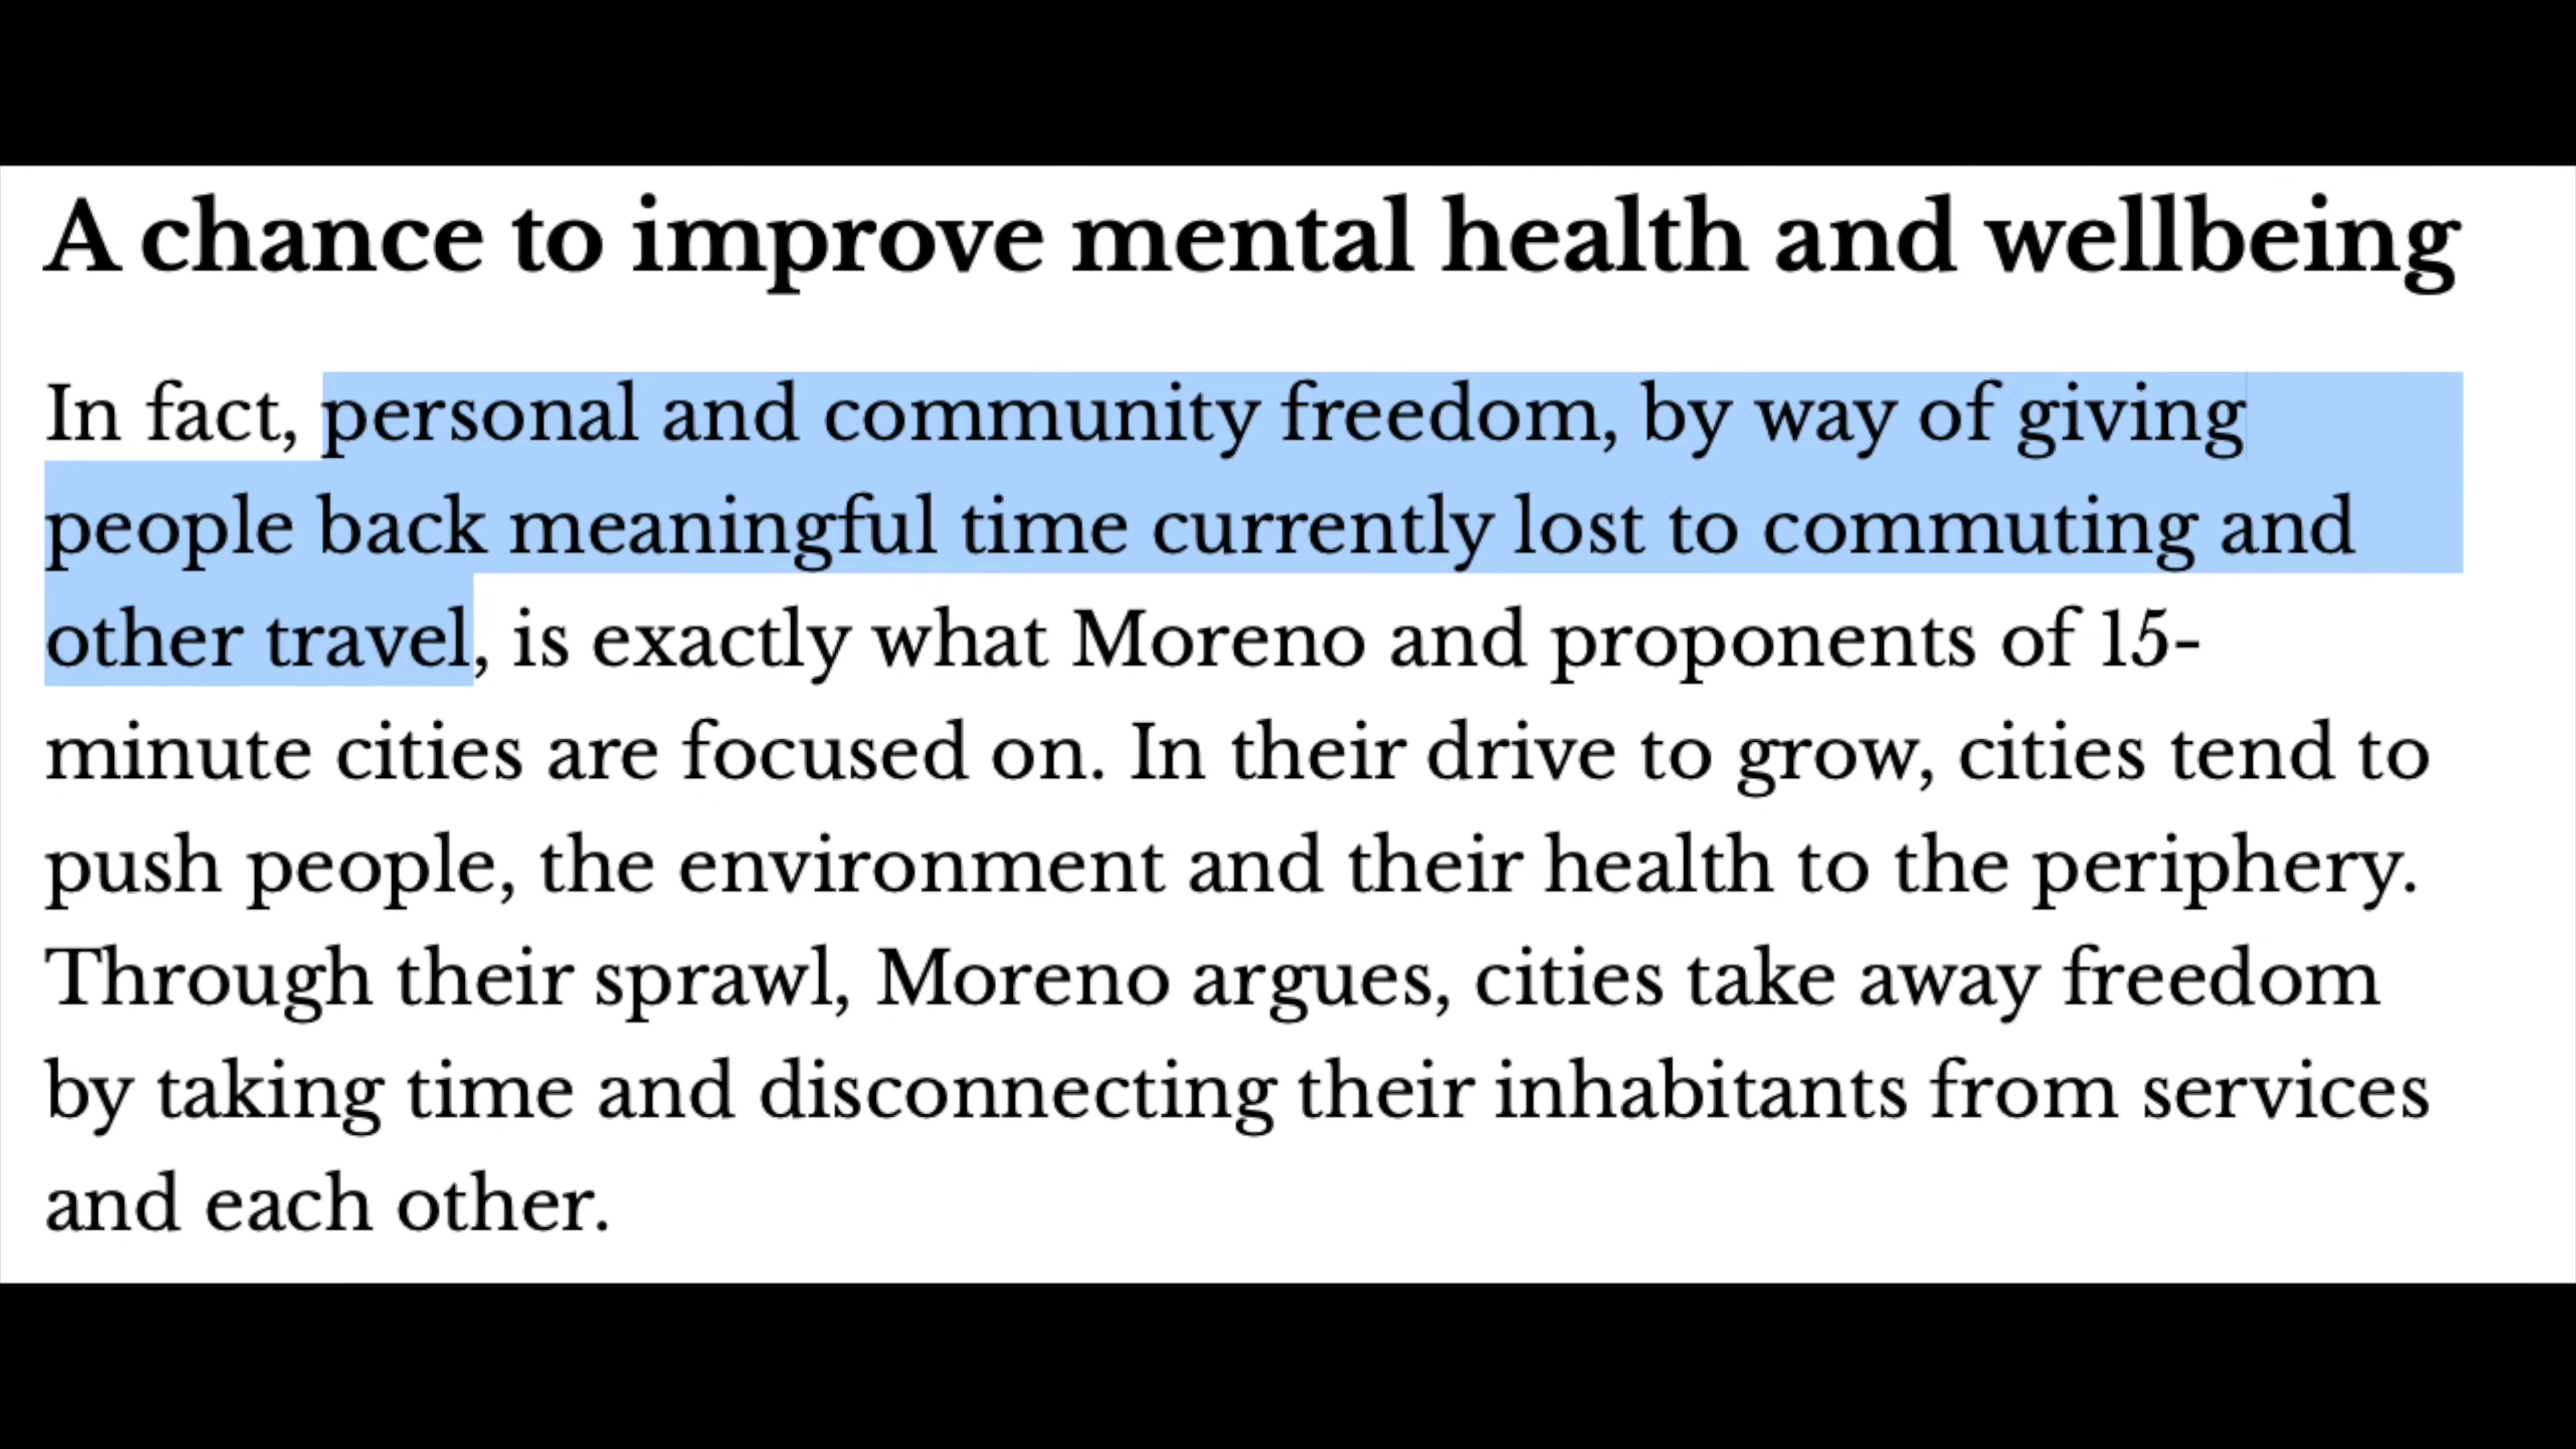 A chance to improve mental health and wellbeing
In fact, personal and community freedom, by way of giving
people back meaningful time currently lost to commuting and
other travel, is exactly what Moreno and proponents of 15-
minute cities are focused on. In their drive to grow, cities tend to
push people, the environment and their health to the periphery.
Through their sprawl, Moreno argues, cities take away freedom
by taking time and disconnecting their inhabitants from services
and each other.